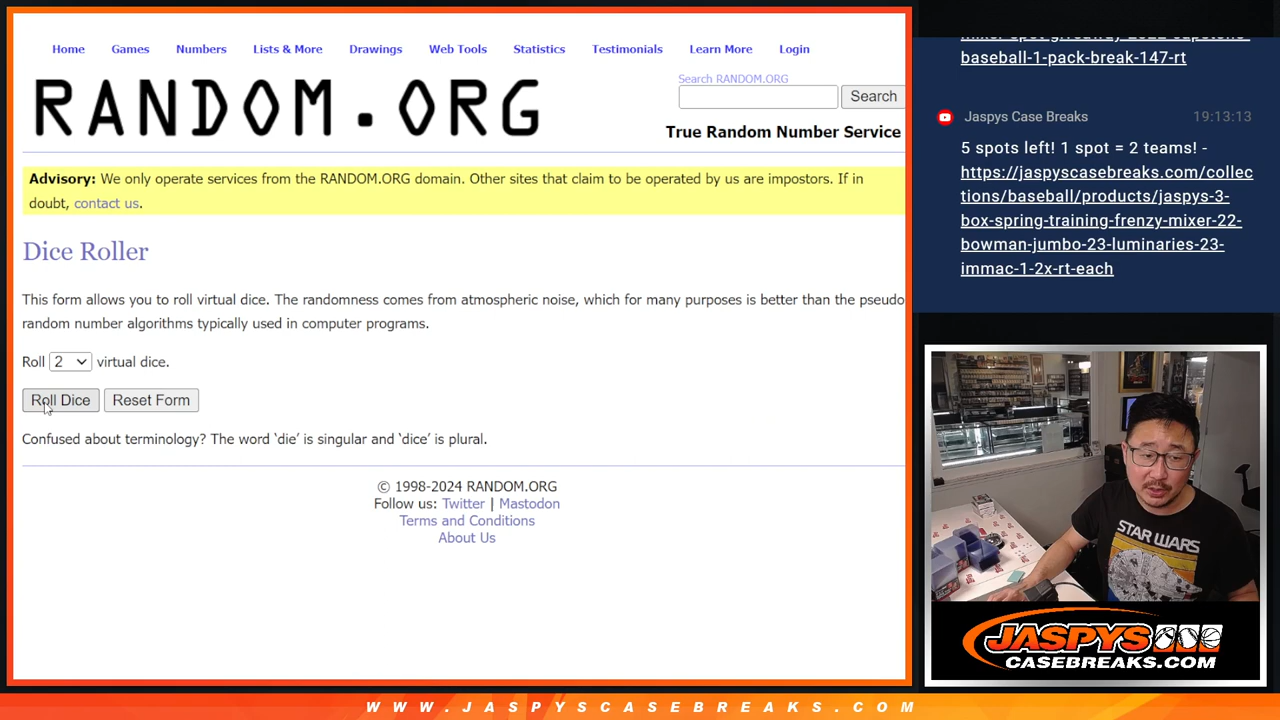 Home Games Numbers Lists & More Drawings Web Tools Statistics Testimonials Learn More Login
RANDOM.ORG
Search RANDOM.ORG
Search
True Random Number Service
Advisory: We only operate services from the RANDOM.ORG domain. Other sites that claim to be operated by us are impostors. If in
doubt, contact us.
Dice Roller
This form allows you to roll virtual dice. The randomness comes from atmospheric noise, which for many purposes is better than the pseudo
random number algorithms typically used in computer programs.
Roll 2 virtual dice.
Roll Dice Reset Form
Confused about terminology? The word ‘die’ is singular and ‘dice’ is plural.
© 1998-2024 RANDOM.ORG
Follow us: Twitter | Mastodon
Terms and Conditions
About Us
baseball-1-pack-break-147-rt
Jaspys Case Breaks 19:13:13
5 spots left! 1 spot = 2 teams! -
https://jaspyscasebreaks.com/collec
tions/baseball/products/jaspys-3-
box-spring-training-frenzy-mixer-22-
bowman-jumbo-23-luminaries-23-
immac-1-2x-rt-each
STAR WARS
JASPYS
CASEBREAKS.COM
WWW.JASPYSCASEBREAKS.COM